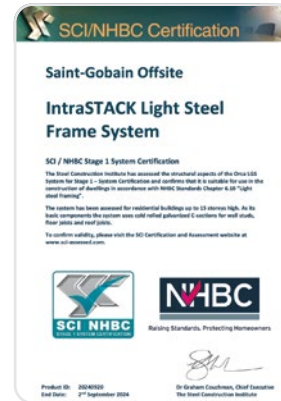 SCI/NHBC Certification
Saint-Gobain Offsite
IntraSTACK Light Steel
Frame System
SCI / NHBC Stage 1 System Certification
The Steel Construction Institute has assessed the structural aspects of the Orca LGS
System for Stage 1 – System Certification and confirms that it is suitable for use in the
construction of dwellings in accordance with NHBC Standards Chapter 6.10 "Light
steel framing".
The system has been assessed for residential buildings up to 15 storeys high. As its
basic components the system uses cold rolled galvanized C-sections for wall studs,
floor joists and roof joists.
To confirm validity, please visit the SCI Certification and Assessment website at
www.sci-assessed.com.
SCI NHBC
STAGE 1 SYSTEM CERTIFICATION
NHBC
Raising Standards. Protecting Homeowners
Product ID: 20240920
End Date: 2nd September 2024
Dr Graham Couchman, Chief Executive
The Steel Construction Institute